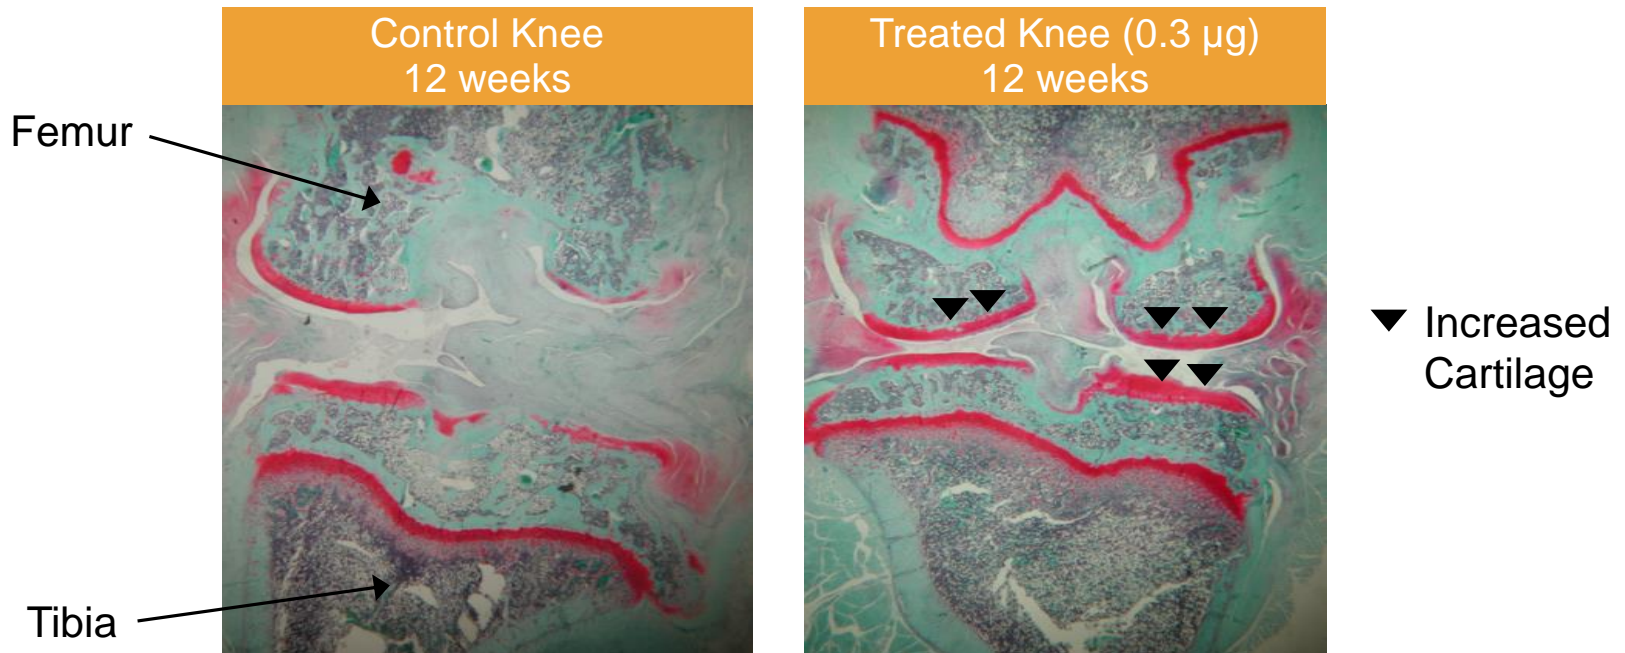 Control Knee
12 weeks
Treated Knee (0.3 μg)
12 weeks
Femur
Tibia
Increased
Cartilage